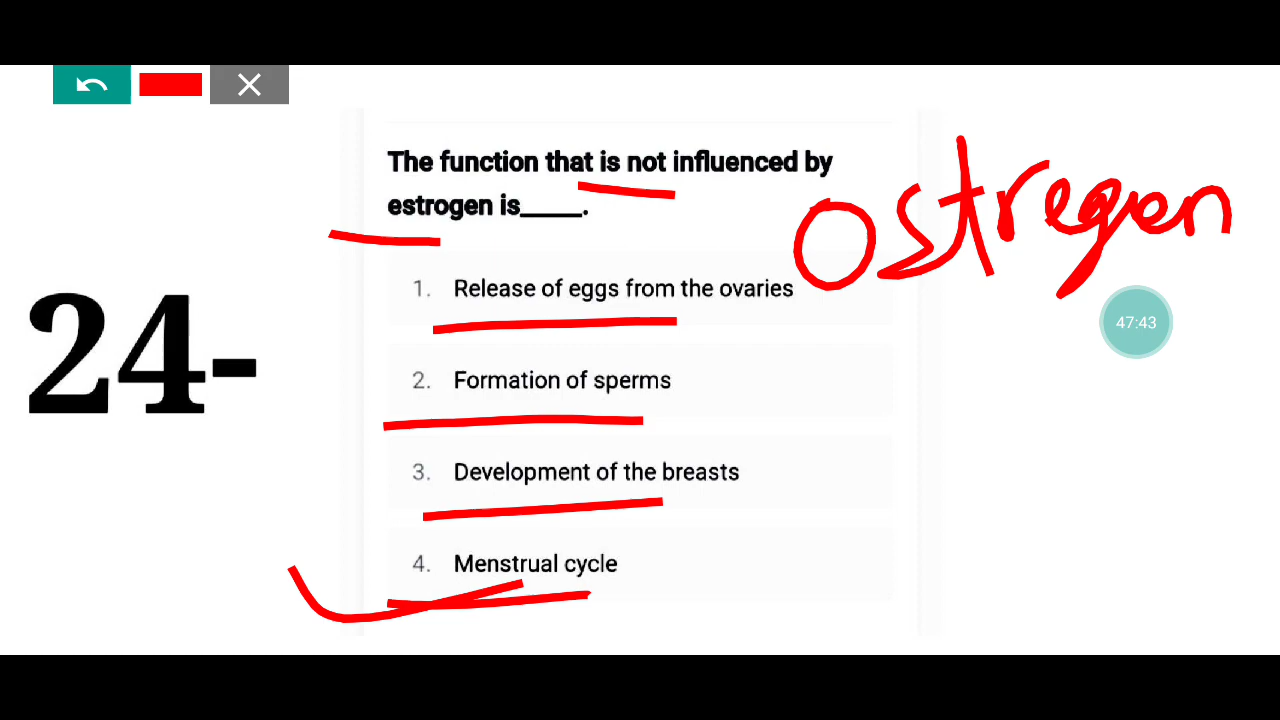 The function that is not influenced by
estrogen is_____.
Ostregen
1. Release of eggs from the ovaries
47:43
24-
2. Formation of sperms
3. Development of the breasts
4. Menstrual cycle